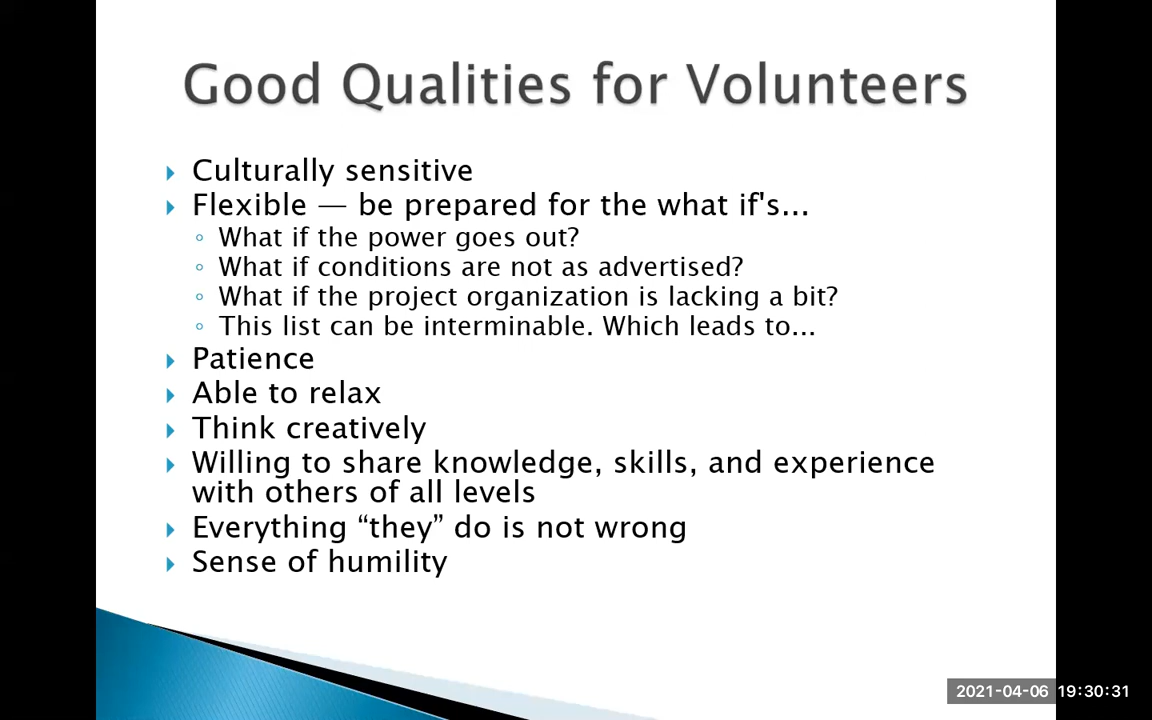 Good Qualities for Volunteers
Culturally sensitive
Flexible — be prepared for the what if's...
What if the power goes out?
What if conditions are not as advertised?
What if the project organization is lacking a bit?
This list can be interminable. Which leads to...
Patience
Able to relax
Think creatively
Willing to share knowledge, skills, and experience
with others of all levels
Everything “they” do is not wrong
Sense of humility
2021-04-06 19:30:31